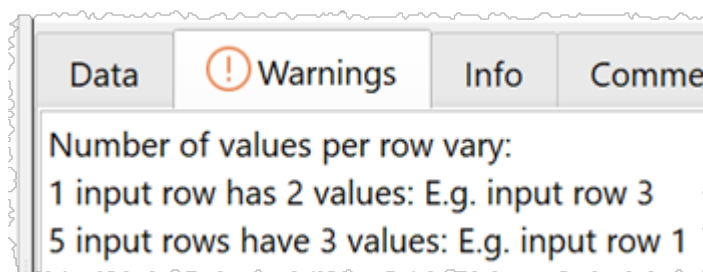 Data Warnings Info Comme
Number of values per row vary:
1 input row has 2 values: E.g. input row 3
5 input rows have 3 values: E.g. input row 1